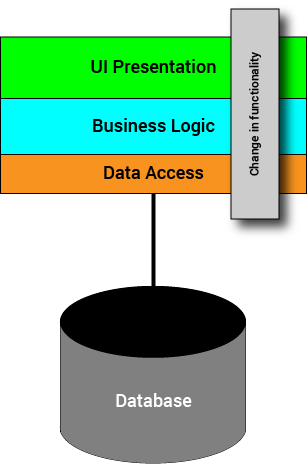 UI Presentation
Business Logic
Data Access
Change in functionality
Database